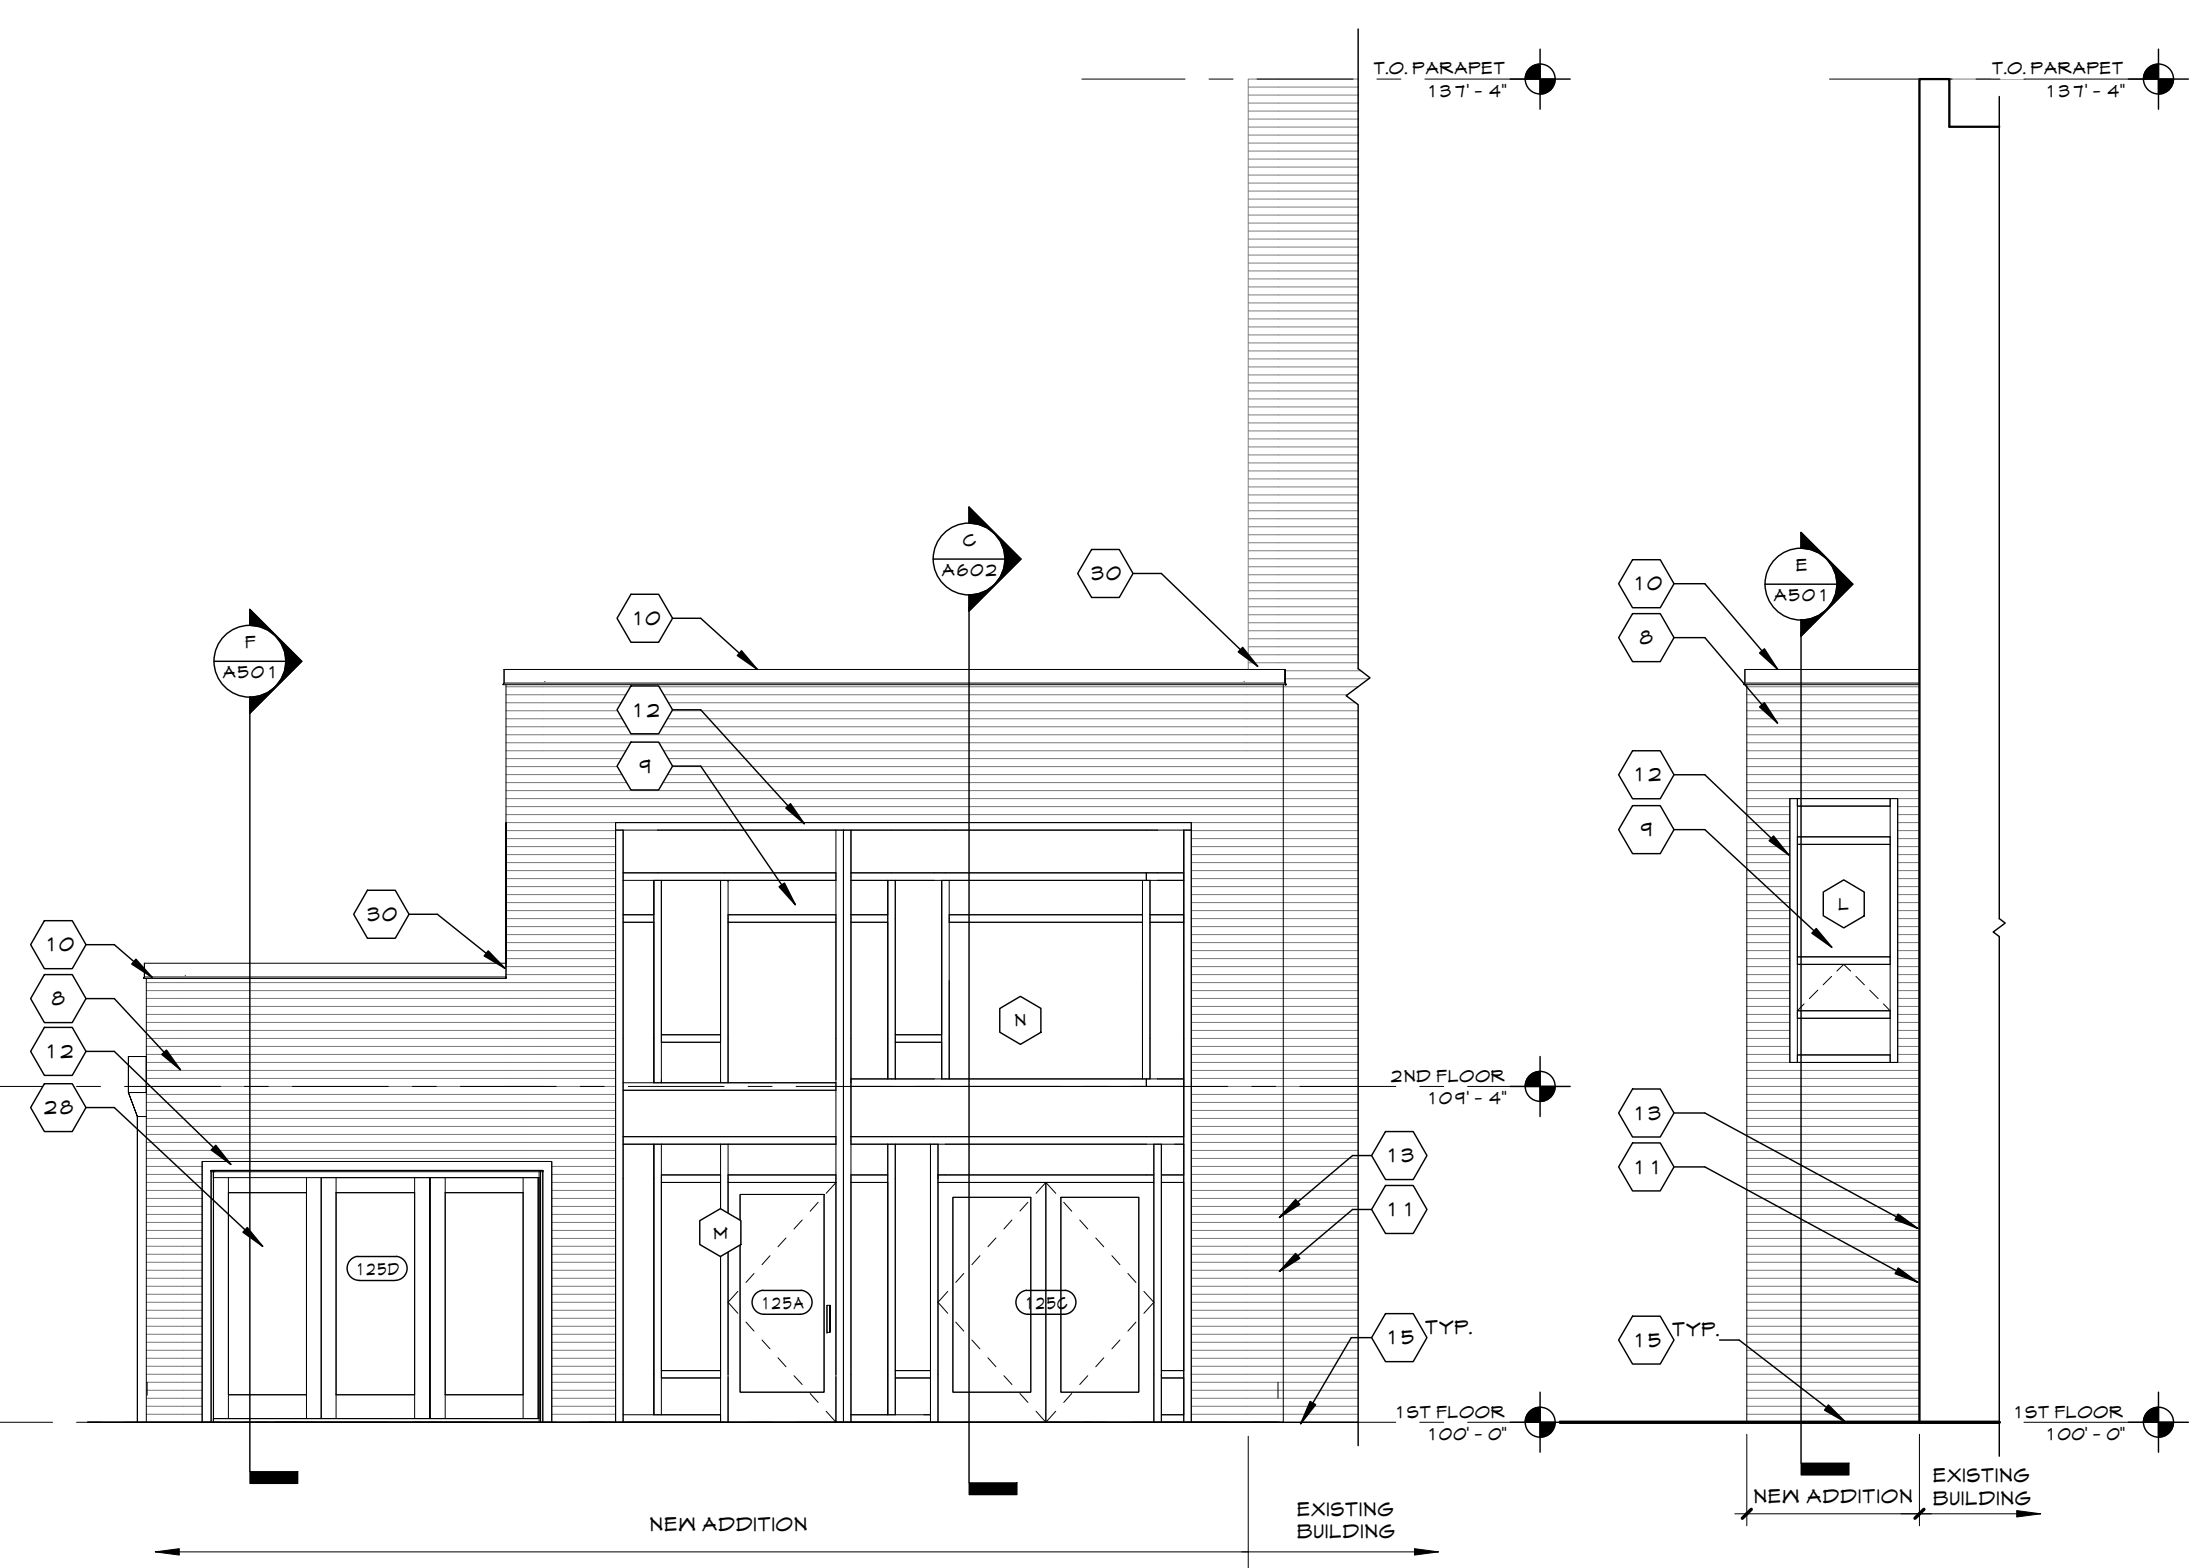 T.O. PARAPET
137'- 4"
T.O. PARAPET
137'- 4"
C
A602
30
E
A501
10
8
F
A501
10
12
9
12
9
L
30
10
8
12
28
N
2ND FLOOR
109'- 4"
13
11
13
11
M
125D
125A
125C
15 TYP.
15 TYP.
1ST FLOOR
100'- 0"
1ST FLOOR
100'- 0"
NEW ADDITION
EXISTING
BUILDING
NEW ADDITION
EXISTING
BUILDING